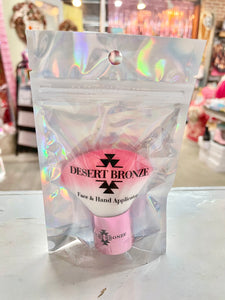 DESERT BRONZE
Face & Hand Applicator
BRONZE